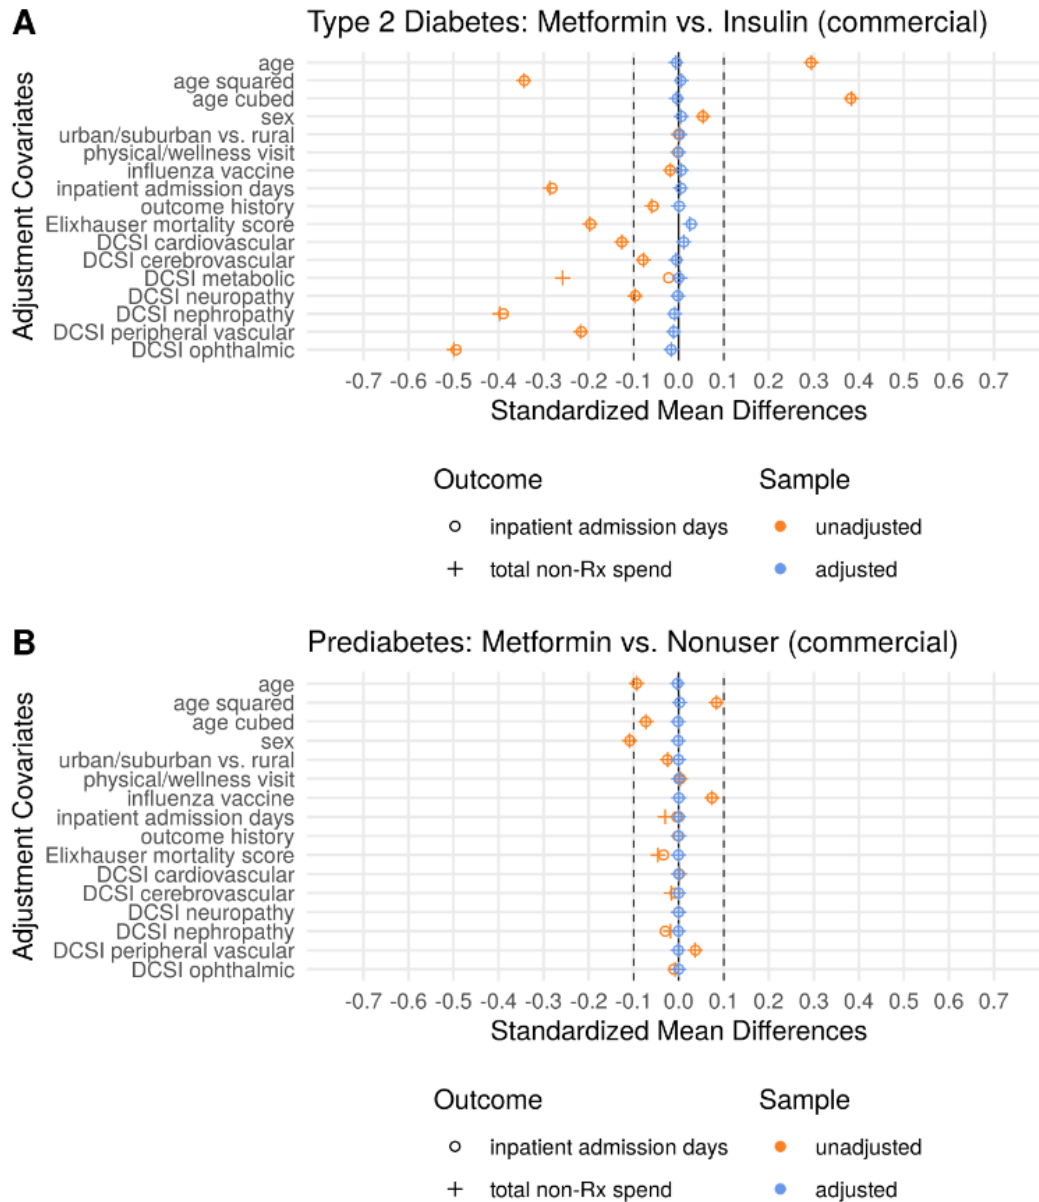 A
Type 2 Diabetes: Metformin vs. Insulin (commercial)
Adjustment Covariates
age
age squared
age cubed
sex
urban/suburban vs. rural
physical/wellness visit
influenza vaccine
inpatient admission days
outcome history
Elixhauser mortality score
DCSI cardiovascular
DCSI cerebrovascular
DCSI metabolic
DCSI neuropathy
DCSI nephropathy
DCSI peripheral vascular
DCSI ophthalmic
-0.7 -0.6 -0.5 -0.4 -0.3 -0.2 -0.1 0.0 0.1 0.2 0.3 0.4 0.5 0.6 0.7
Standardized Mean Differences
Outcome
inpatient admission days
total non-Rx spend
Sample
unadjusted
adjusted
B
Prediabetes: Metformin vs. Nonuser (commercial)
Adjustment Covariates
age
age squared
age cubed
sex
urban/suburban vs. rural
physical/wellness visit
influenza vaccine
inpatient admission days
outcome history
Elixhauser mortality score
DCSI cardiovascular
DCSI cerebrovascular
DCSI neuropathy
DCSI nephropathy
DCSI peripheral vascular
DCSI ophthalmic
-0.7 -0.6 -0.5 -0.4 -0.3 -0.2 -0.1 0.0 0.1 0.2 0.3 0.4 0.5 0.6 0.7
Standardized Mean Differences
Outcome
inpatient admission days
total non-Rx spend
Sample
unadjusted
adjusted